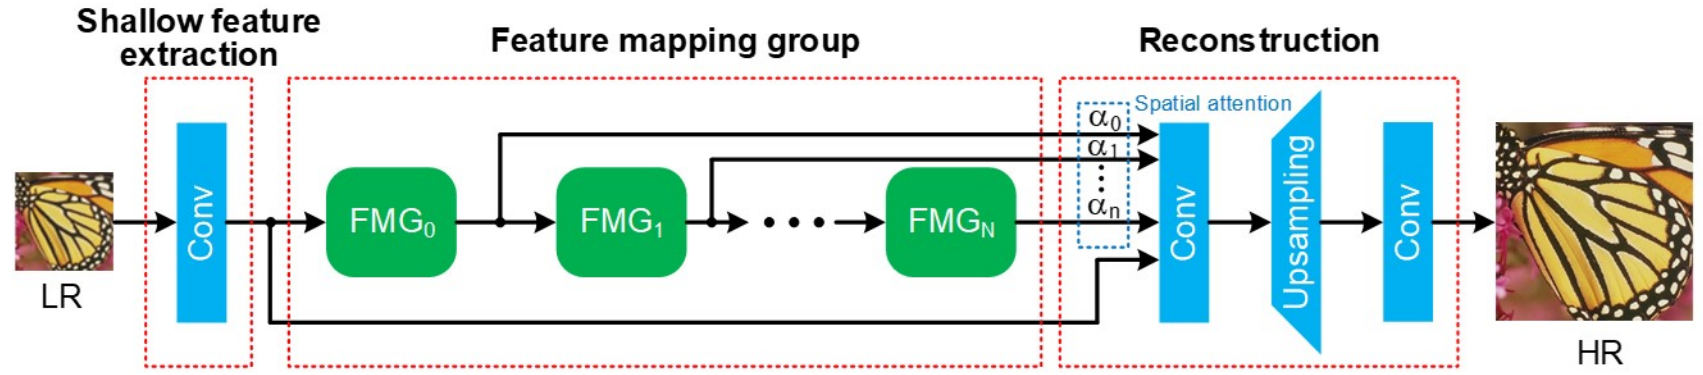 Shallow feature
extraction
Feature mapping group
Reconstruction
Spatial attention
α0
α1
αn
LR
Conv
FMG0
FMG1
FMGN
Conv
Upsampling
Conv
HR